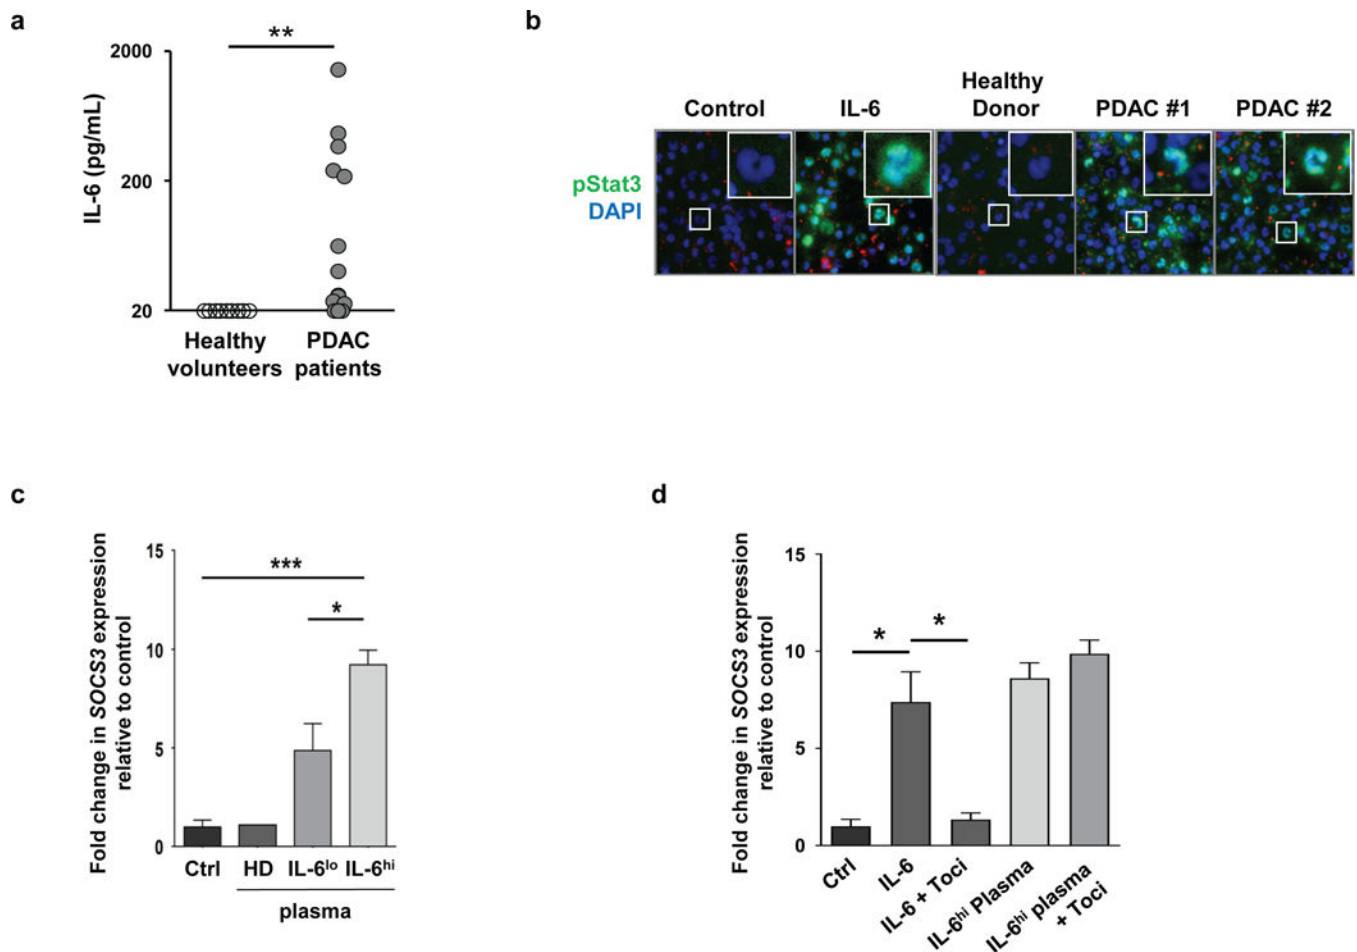 a
**
2000
200
20
IL-6 (pg/mL)
Healthy
volunteers
PDAC
patients
b
Control
IL-6
Healthy
Donor
PDAC #1
PDAC #2
pStat3
DAPI
c
Fold change in SOCS3 expression
relative to control
15
10
5
0
***
*
Ctrl
HD
IL-6lo
IL-6hi
plasma
d
Fold change in SOCS3 expression
relative to control
15
10
5
0
*
*
Ctrl
IL-6
IL-6 + Toci
IL-6hi Plasma
IL-6hi plasma
+ Toci